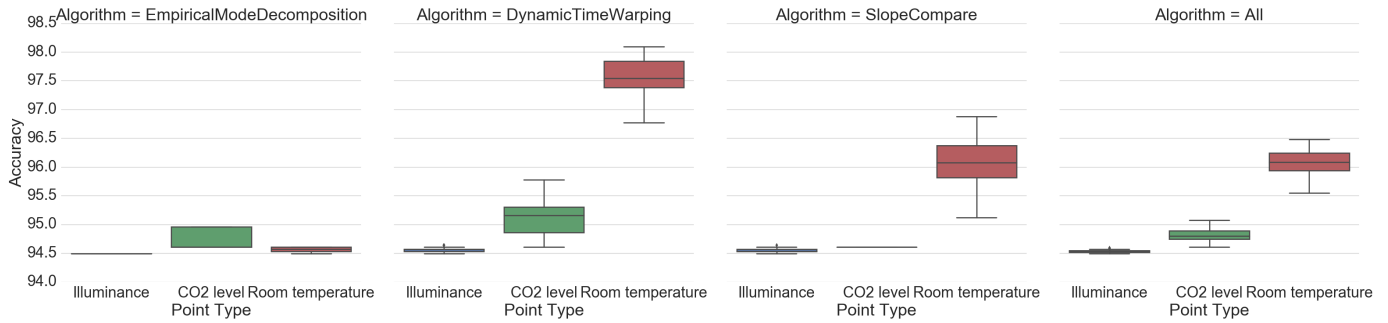 Algorithm = EmpiricalModeDecomposition
Algorithm = DynamicTimeWarping
Algorithm = SlopeCompare
Algorithm = All
98.5
98.0
97.5
97.0
96.5
96.0
95.5
95.0
94.5
94.0
Accuracy
Illuminance CO2 level Room temperature
Point Type
Illuminance CO2 level Room temperature
Point Type
Illuminance CO2 level Room temperature
Point Type
Illuminance CO2 level Room temperature
Point Type